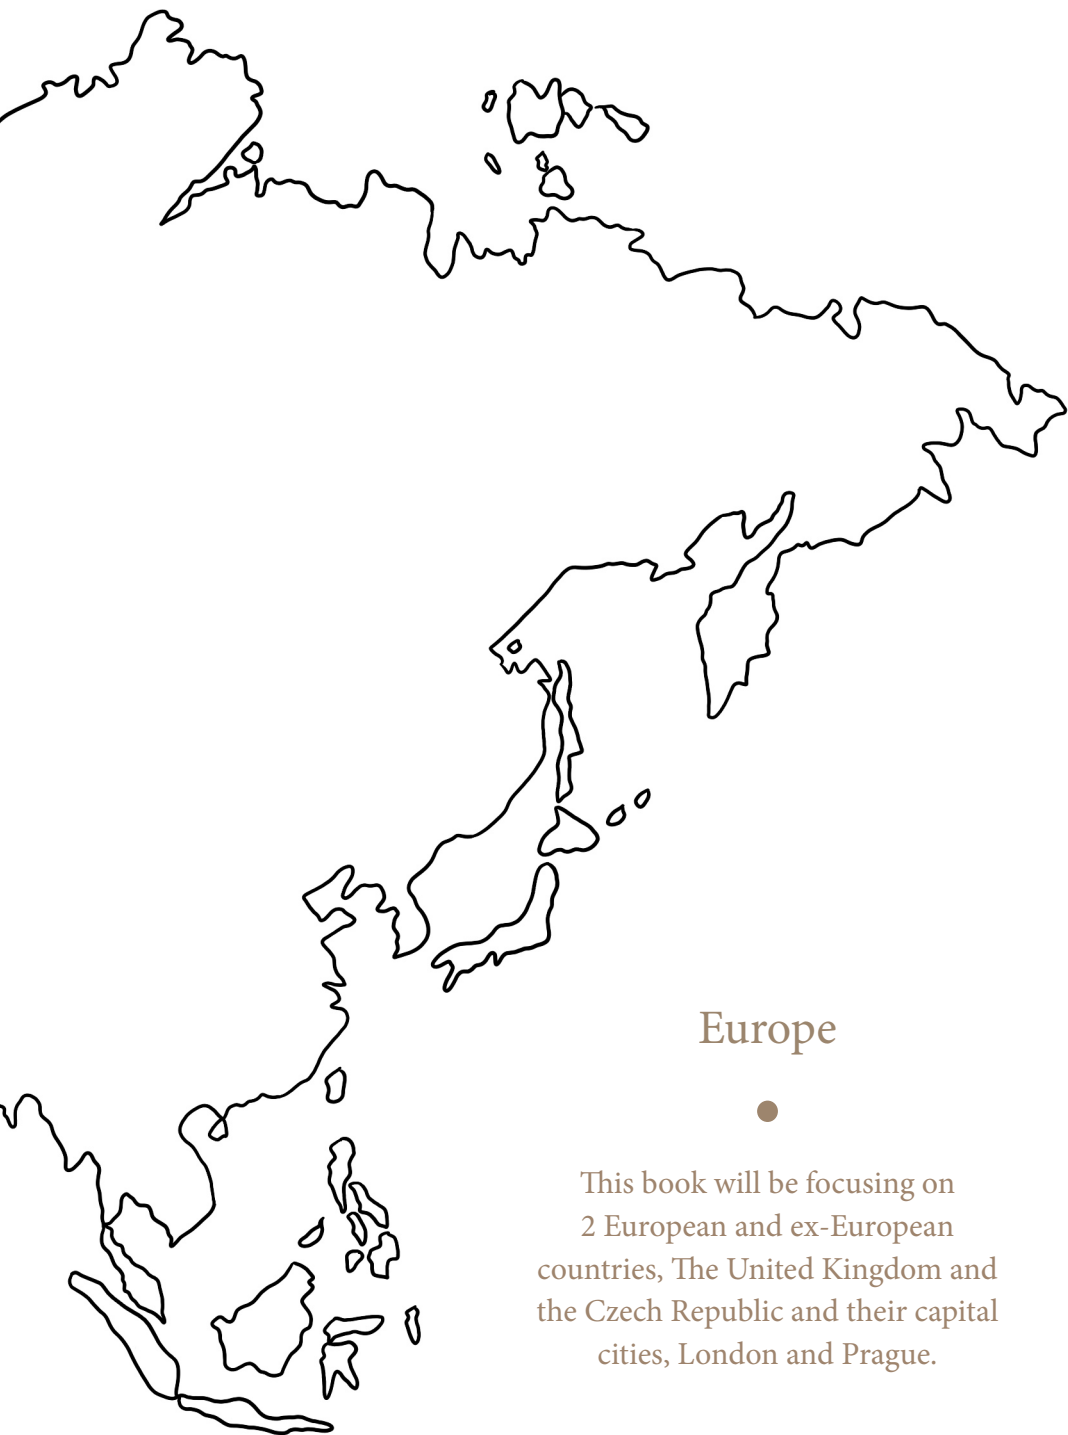 Europe
This book will be focusing on
2 European and ex-European
countries, The United Kingdom and
the Czech Republic and their capital
cities, London and Prague.